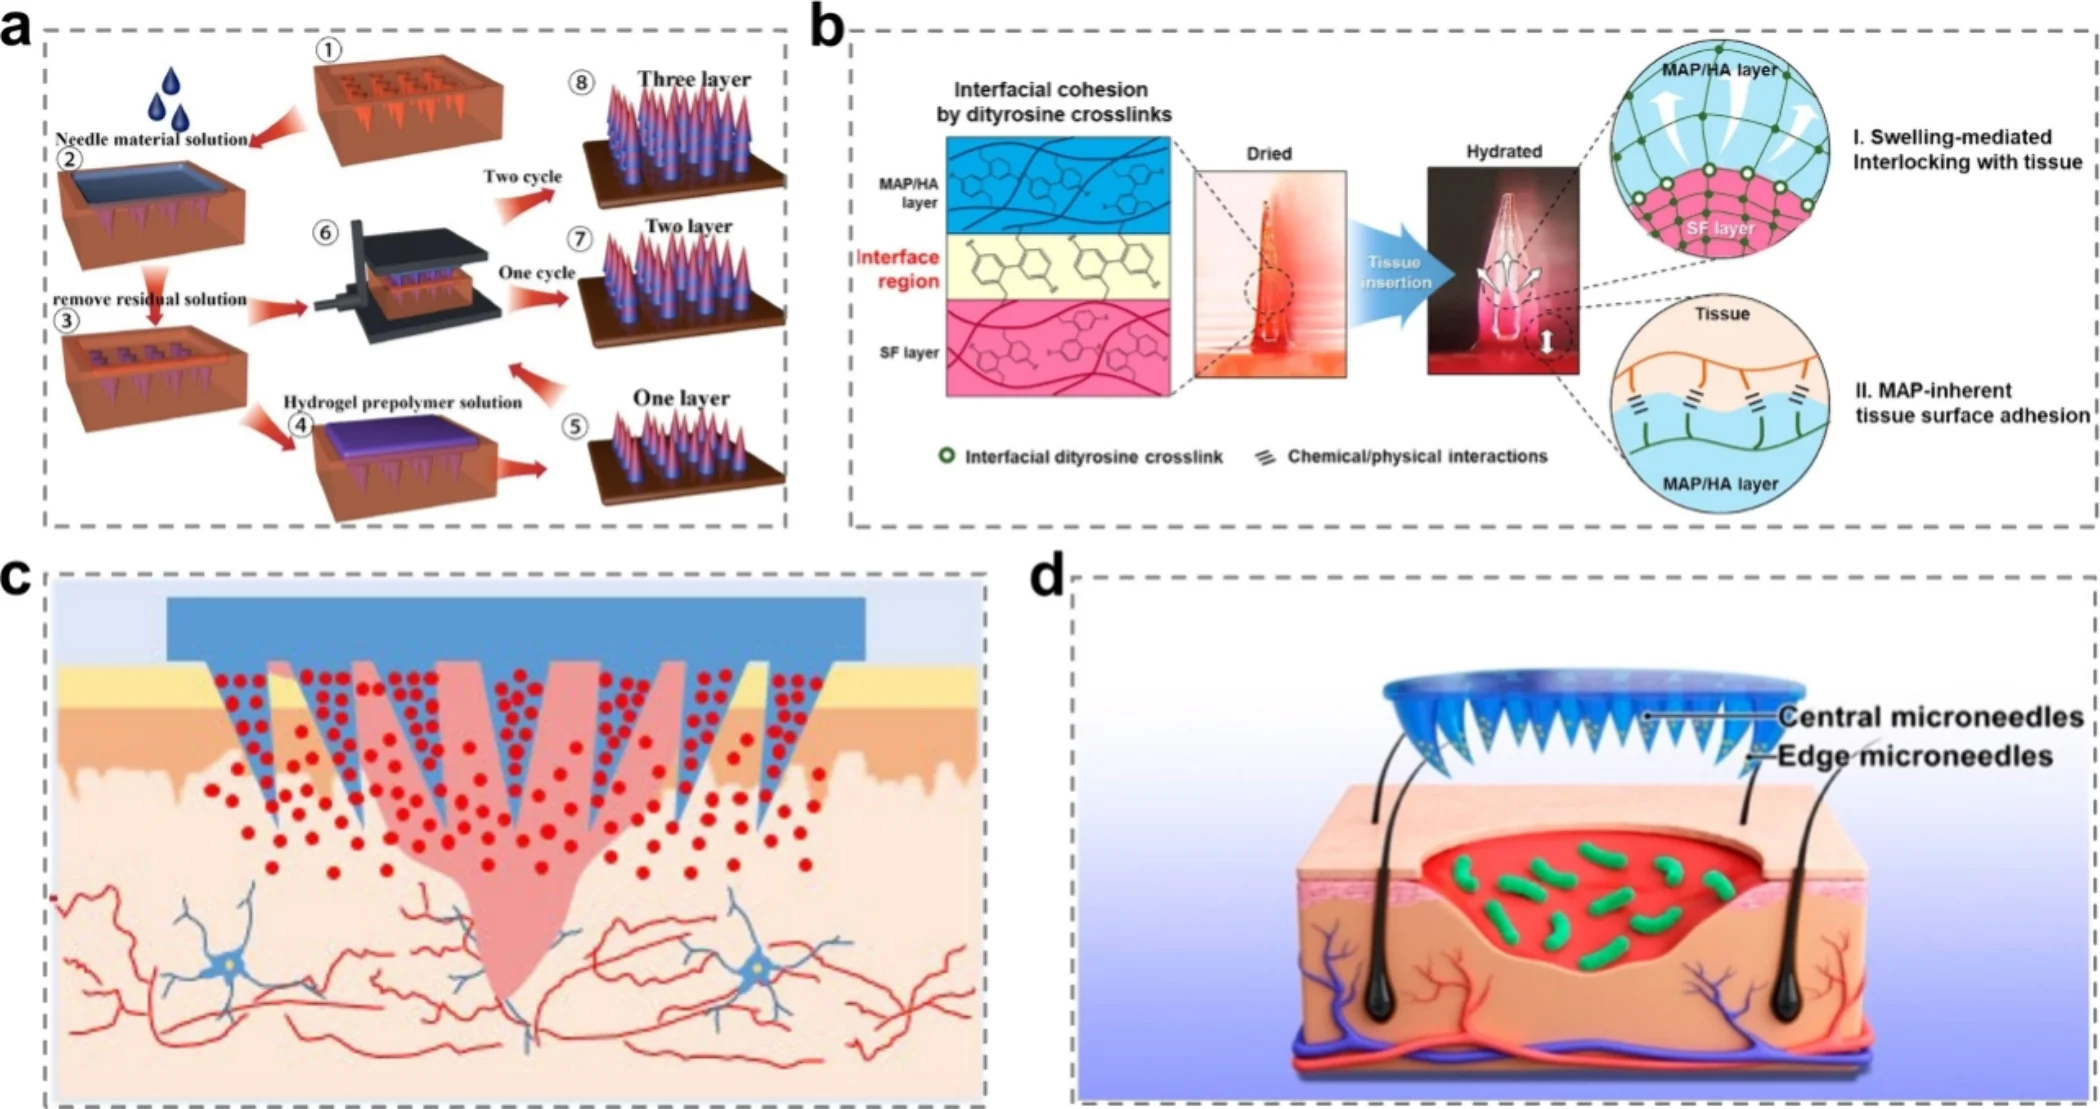 a
①
Needle material solution
②
remove residual solution
③
Hydrogel prepolymer solution
④
⑤
One layer
⑥
One cycle
⑦
Two layer
Two cycle
⑧
Three layer
b
Interfacial cohesion
by dityrosine crosslinks
MAP/HA
layer
Interface
region
SF layer
Dried
Tissue
insertion
Hydrated
MAP/HA layer
SF layer
I. Swelling-mediated
Interlocking with tissue
Tissue
MAP/HA layer
II. MAP-inherent
tissue surface adhesion
Interfacial dityrosine crosslink
Chemical/physical interactions
c
d
Central microneedles
Edge microneedles